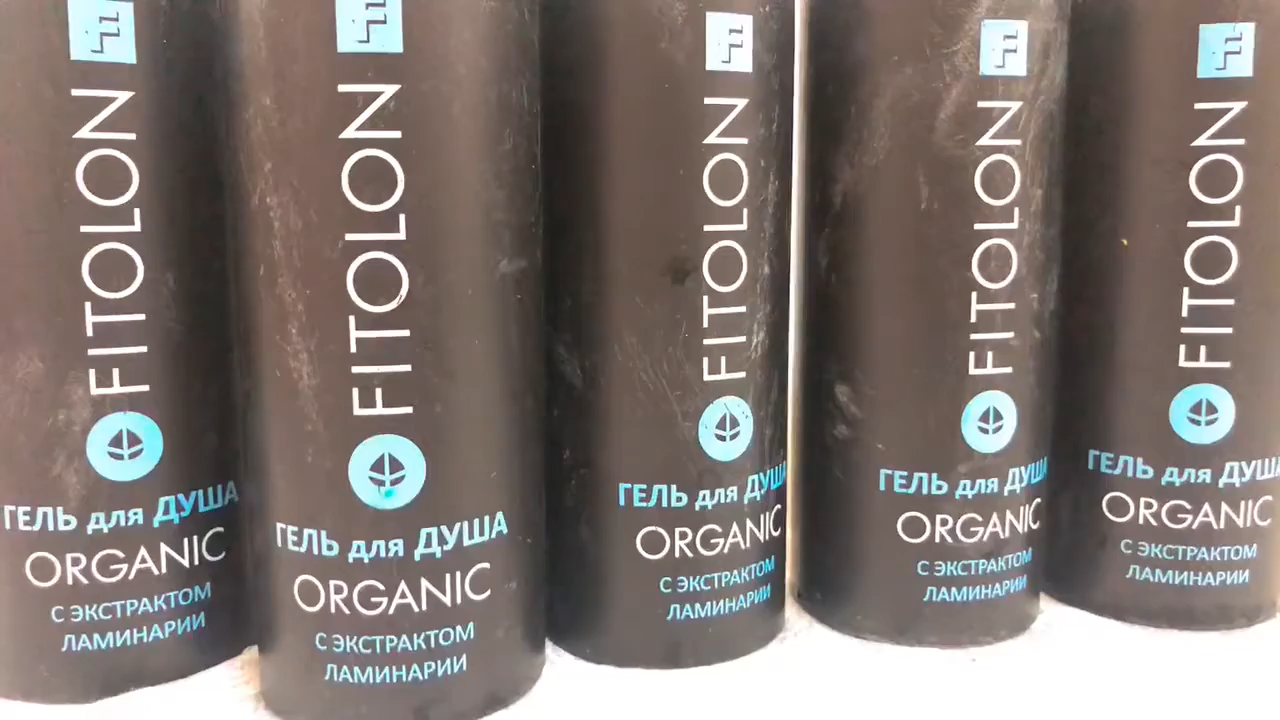 F
FITOLON
ГЕЛЬ для ДУША
ORGANIC
С ЭКСТРАКТОМ
ЛАМИНАРИИ
F
FITOLON
ГЕЛЬ для ДУША
ORGANIC
С ЭКСТРАКТОМ
ЛАМИНАРИИ
F
FITOLON
ГЕЛЬ для ДУША
ORGANIC
С ЭКСТРАКТОМ
ЛАМИНАРИИ
F
FITOLON
ГЕЛЬ для ДУША
ORGANIC
С ЭКСТРАКТОМ
ЛАМИНАРИИ
F
FITOLON
ГЕЛЬ для ДУША
ORGANIC
С ЭКСТРАКТОМ
ЛАМИНАРИИ